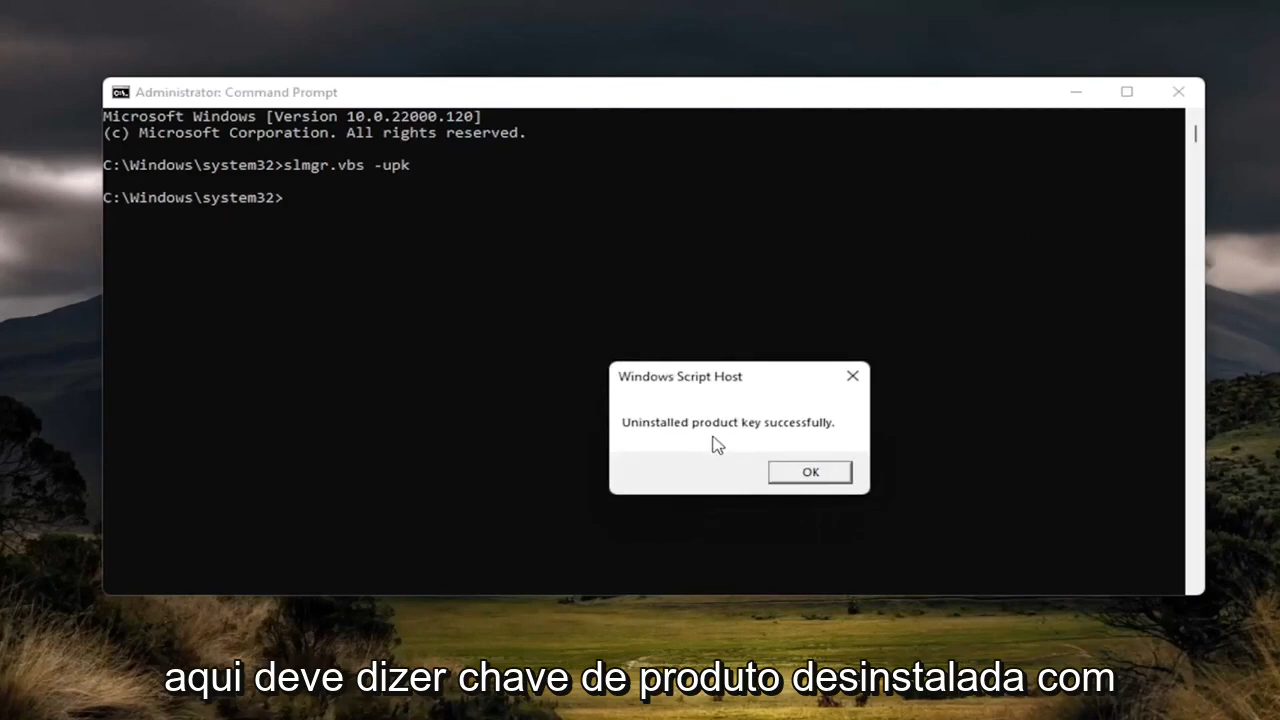 Administrator: Command Prompt
Microsoft Windows [Version 10.0.22000.120]
(c) Microsoft Corporation. All rights reserved.
C:\Windows\system32>slmgr.vbs -upk
C:\Windows\system32>
Windows Script Host
Uninstalled product key successfully.
OK
aqui deve dizer chave de produto desinstalada com